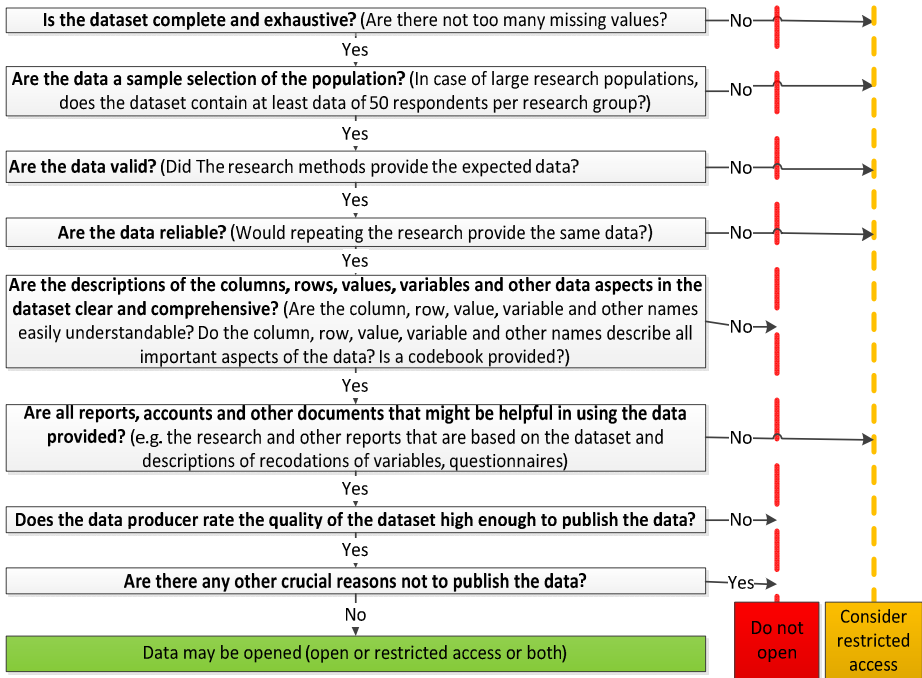 Is the dataset complete and exhaustive? (Are there not too many missing values?
No
Yes
Are the data a sample selection of the population? (In case of large research populations,
does the dataset contain at least data of 50 respondents per research group?)
No
Yes
Are the data valid? (Did The research methods provide the expected data?
No
Yes
Are the data reliable? (Would repeating the research provide the same data?)
No
Yes
Are the descriptions of the columns, rows, values, variables and other data aspects in the
dataset clear and comprehensive? (Are the column, row, value, variable and other names
easily understandable? Do the column, row, value, variable and other names describe all
important aspects of the data? Is a codebook provided?)
No
Yes
Are all reports, accounts and other documents that might be helpful in using the data
provided? (e.g. the research and other reports that are based on the dataset and
descriptions of recodations of variables, questionnaires)
No
Yes
Does the data producer rate the quality of the dataset high enough to publish the data?
No
Yes
Are there any other crucial reasons not to publish the data?
Yes
No
Data may be opened (open or restricted access or both)
Do not
open
Consider
restricted
access